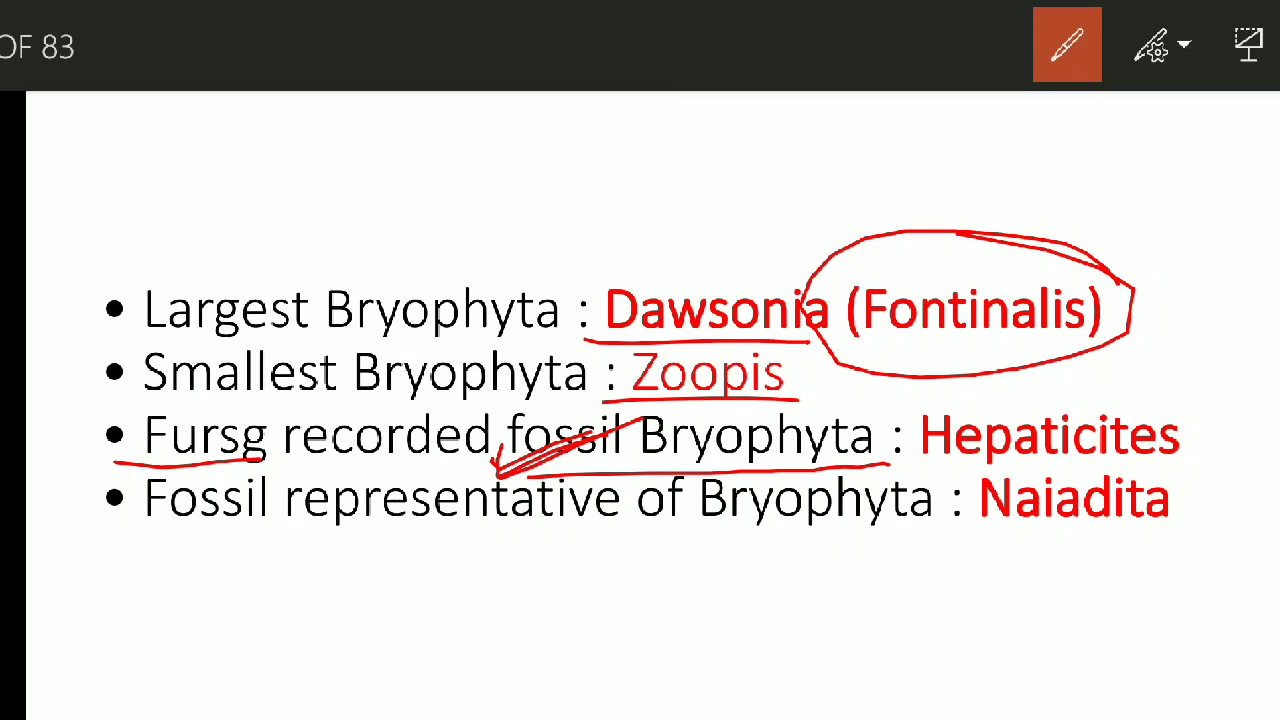 OF 83
• Largest Bryophyta : Dawsonia (Fontinalis)
• Smallest Bryophyta : Zoopis
• Fursg recorded fossil Bryophyta : Hepaticites
• Fossil representative of Bryophyta : Naiadita